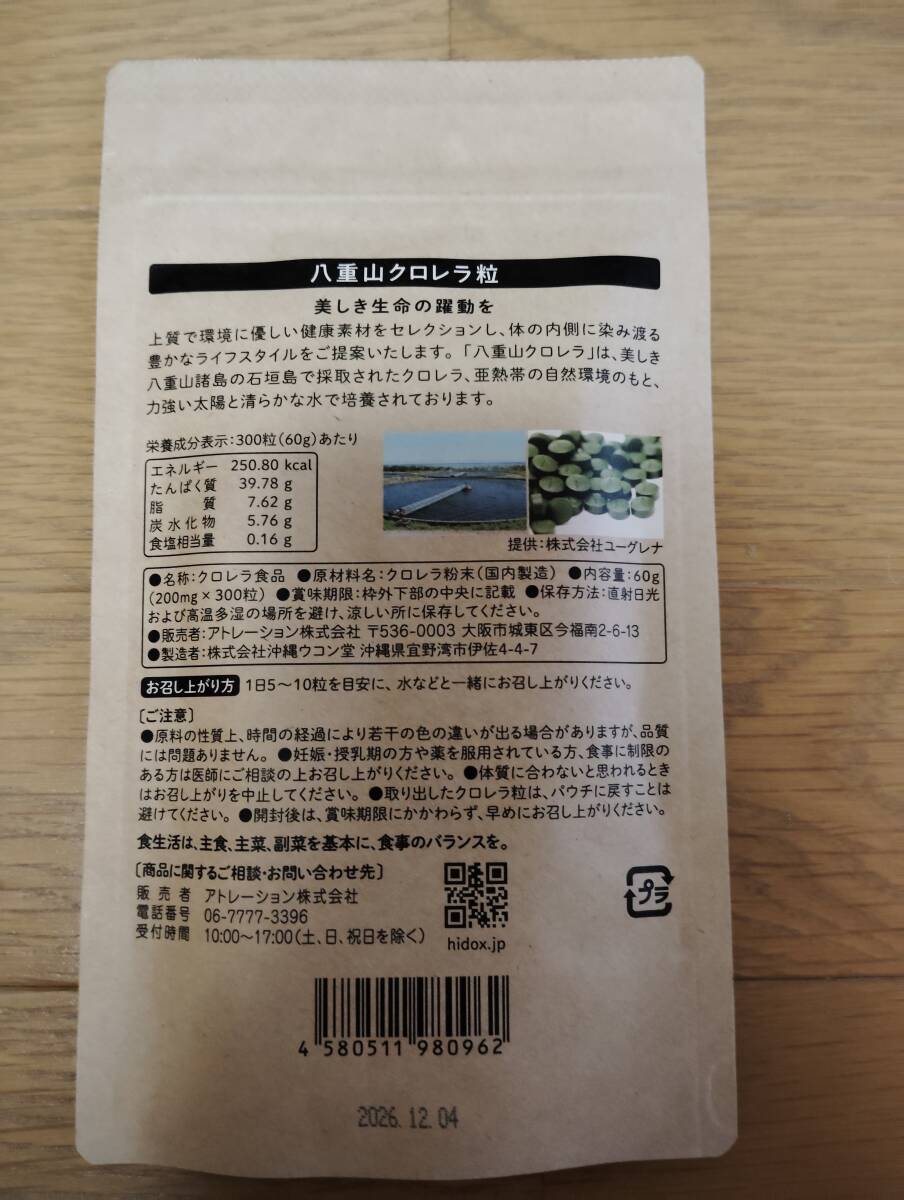 八重山クロレラ粒
美しき生命の躍動を
上質で環境に優しい健康素材をセレクションし、体の内側に染み渡る
豊かなライフスタイルをご提案いたします。「八重山クロレラ」は、美しき
八重山諸島の石垣島で採取されたクロレラ、亜熱帯の自然環境のもと、
力強い太陽と清らかな水で培養されております。
栄養成分表示:300粒(60g)あたり
エネルギー 250.80 kcal
たんぱく質 39.78 g
脂質 7.62 g
炭水化物 5.76 g
食塩相当量 0.16 g
提供:株式会社ユーグレナ
●名称:クロレラ食品 ●原材料名:クロレラ粉末(国内製造) ●内容量:60g
(200mg×300粒) ●賞味期限:枠外下部の中央に記載 ●保存方法:直射日光
および高温多湿の場所を避け、涼しい所に保存してください。
●販売者:アトレーション株式会社 〒536-0003 大阪市城東区今福南2-6-13
●製造者:株式会社沖縄ウコン堂 沖縄県宜野湾市伊佐4-4-7
お召し上がり方 1日5〜10粒を目安に、水などと一緒にお召し上がりください。
〔ご注意〕
●原料の性質上、時間の経過により若干の色の違いが出る場合がありますが、品質
には問題ありません。 ●妊娠・授乳期の方や薬を服用されている方、食事に制限の
ある方は医師にご相談の上お召し上がりください。 ●体質に合わないと思われるとき
はお召し上がりを中止してください。 ●取り出したクロレラ粒は、パウチに戻すことは
避けてください。 ●開封後は、賞味期限にかかわらず、早めにお召し上がりください。
食生活は、主食、主菜、副菜を基本に、食事のバランスを。
〔商品に関するご相談・お問い合わせ先〕
販売者 アトレーション株式会社
電話番号 06-7777-3396
受付時間 10:00〜17:00(土、日、祝日を除く)
hidox.jp
プラ
4 580511 980962
2026.12.04